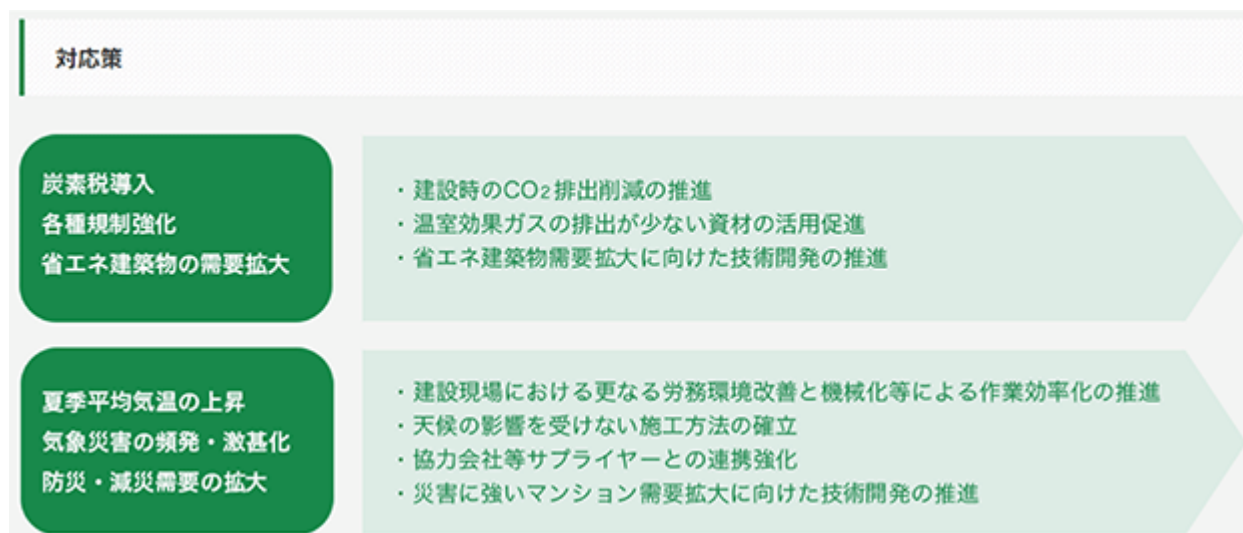 対応策
炭素税導入
各種規制強化
省エネ建築物の需要拡大
・建設時のCO₂排出削減の推進
・温室効果ガスの排出が少ない資材の活用促進
・省エネ建築物需要拡大に向けた技術開発の推進
夏季平均気温の上昇
気象災害の頻発・激甚化
防災・減災需要の拡大
・建設現場における更なる労務環境改善と機械化等による作業効率化の推進
・天候の影響を受けない施工方法の確立
・協力会社等サプライヤーとの連携強化
・災害に強いマンション需要拡大に向けた技術開発の推進